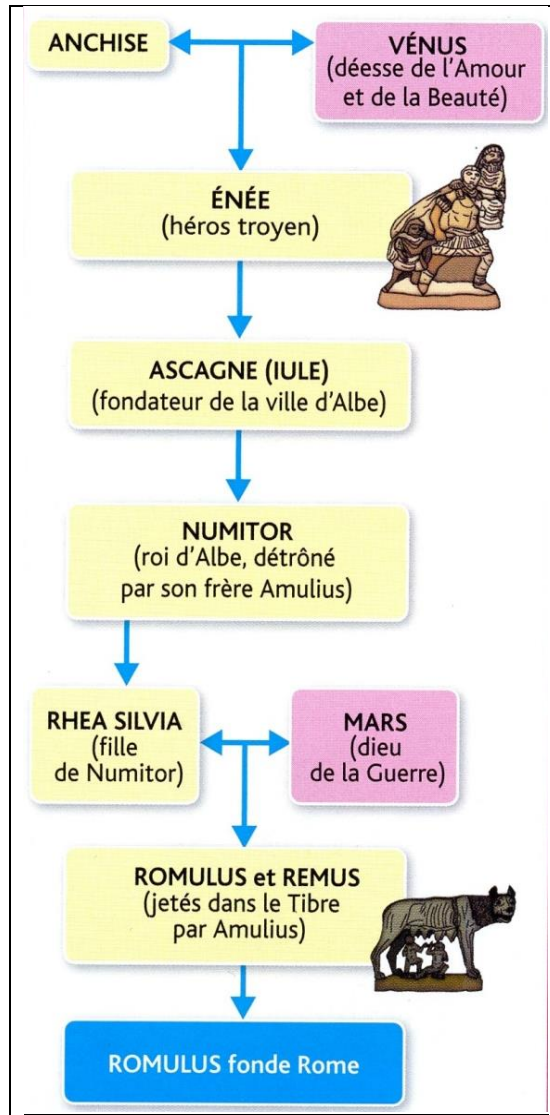 ANCHISE
VÉNUS
(déesse de l'Amour
et de la Beauté)
ÉNÉE
(héros troyen)
ASCAGNE (IULE)
(fondateur de la ville d'Albe)
NUMITOR
(roi d'Albe, détrôné
par son frère Amulius)
RHEA SILVIA
(fille
de Numitor)
MARS
(dieu
de la Guerre)
ROMULUS et REMUS
(jetés dans le Tibre
par Amulius)
ROMULUS fonde Rome